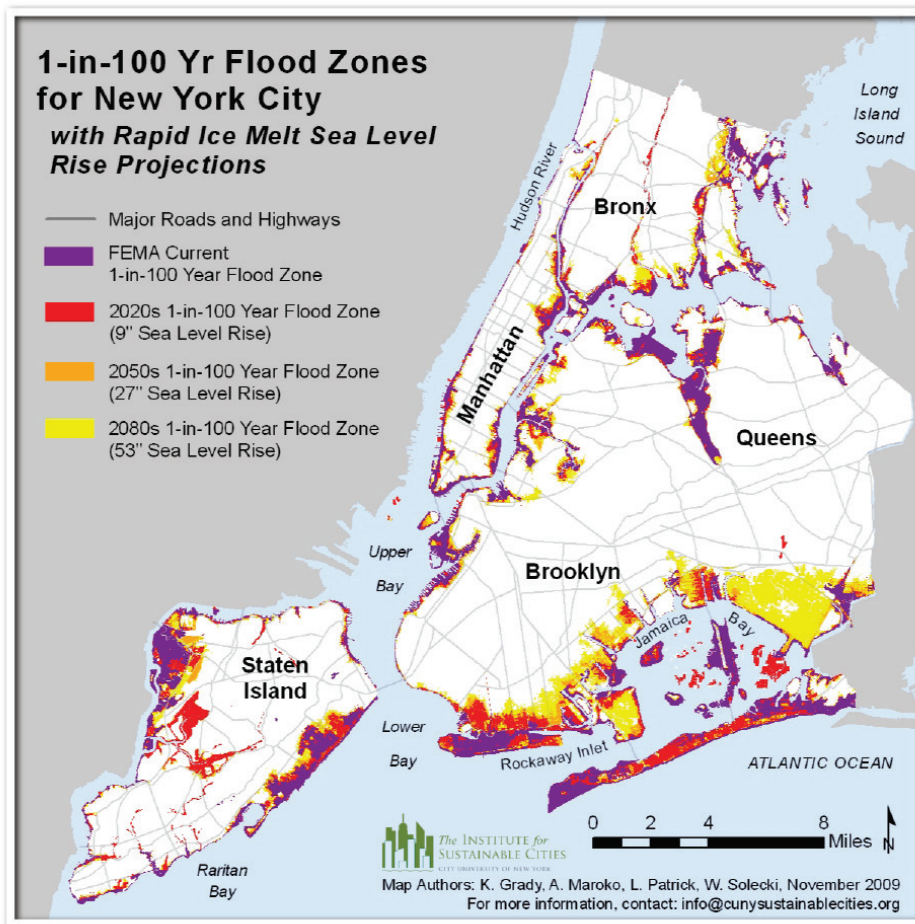 1-in-100 Yr Flood Zones
for New York City
with Rapid Ice Melt Sea Level
Rise Projections
Major Roads and Highways
FEMA Current
1-in-100 Year Flood Zone
2020s 1-in-100 Year Flood Zone
(9" Sea Level Rise)
2050s 1-in-100 Year Flood Zone
(27" Sea Level Rise)
2080s 1-in-100 Year Flood Zone
(53" Sea Level Rise)
Long
Island
Sound
Hudson River
Bronx
Manhattan
Queens
Upper
Bay
Brooklyn
Jamaica
Bay
Staten
Island
Lower
Bay
Rockaway Inlet
ATLANTIC OCEAN
Raritan
Bay
0 2 4 8
Miles
N
The INSTITUTE for
SUSTAINABLE CITIES
CITY UNIVERSITY OF NEW YORK
Map Authors: K. Grady, A. Maroko, L. Patrick, W. Solecki, November 2009
For more information, contact: info@cunysustainablecities.org